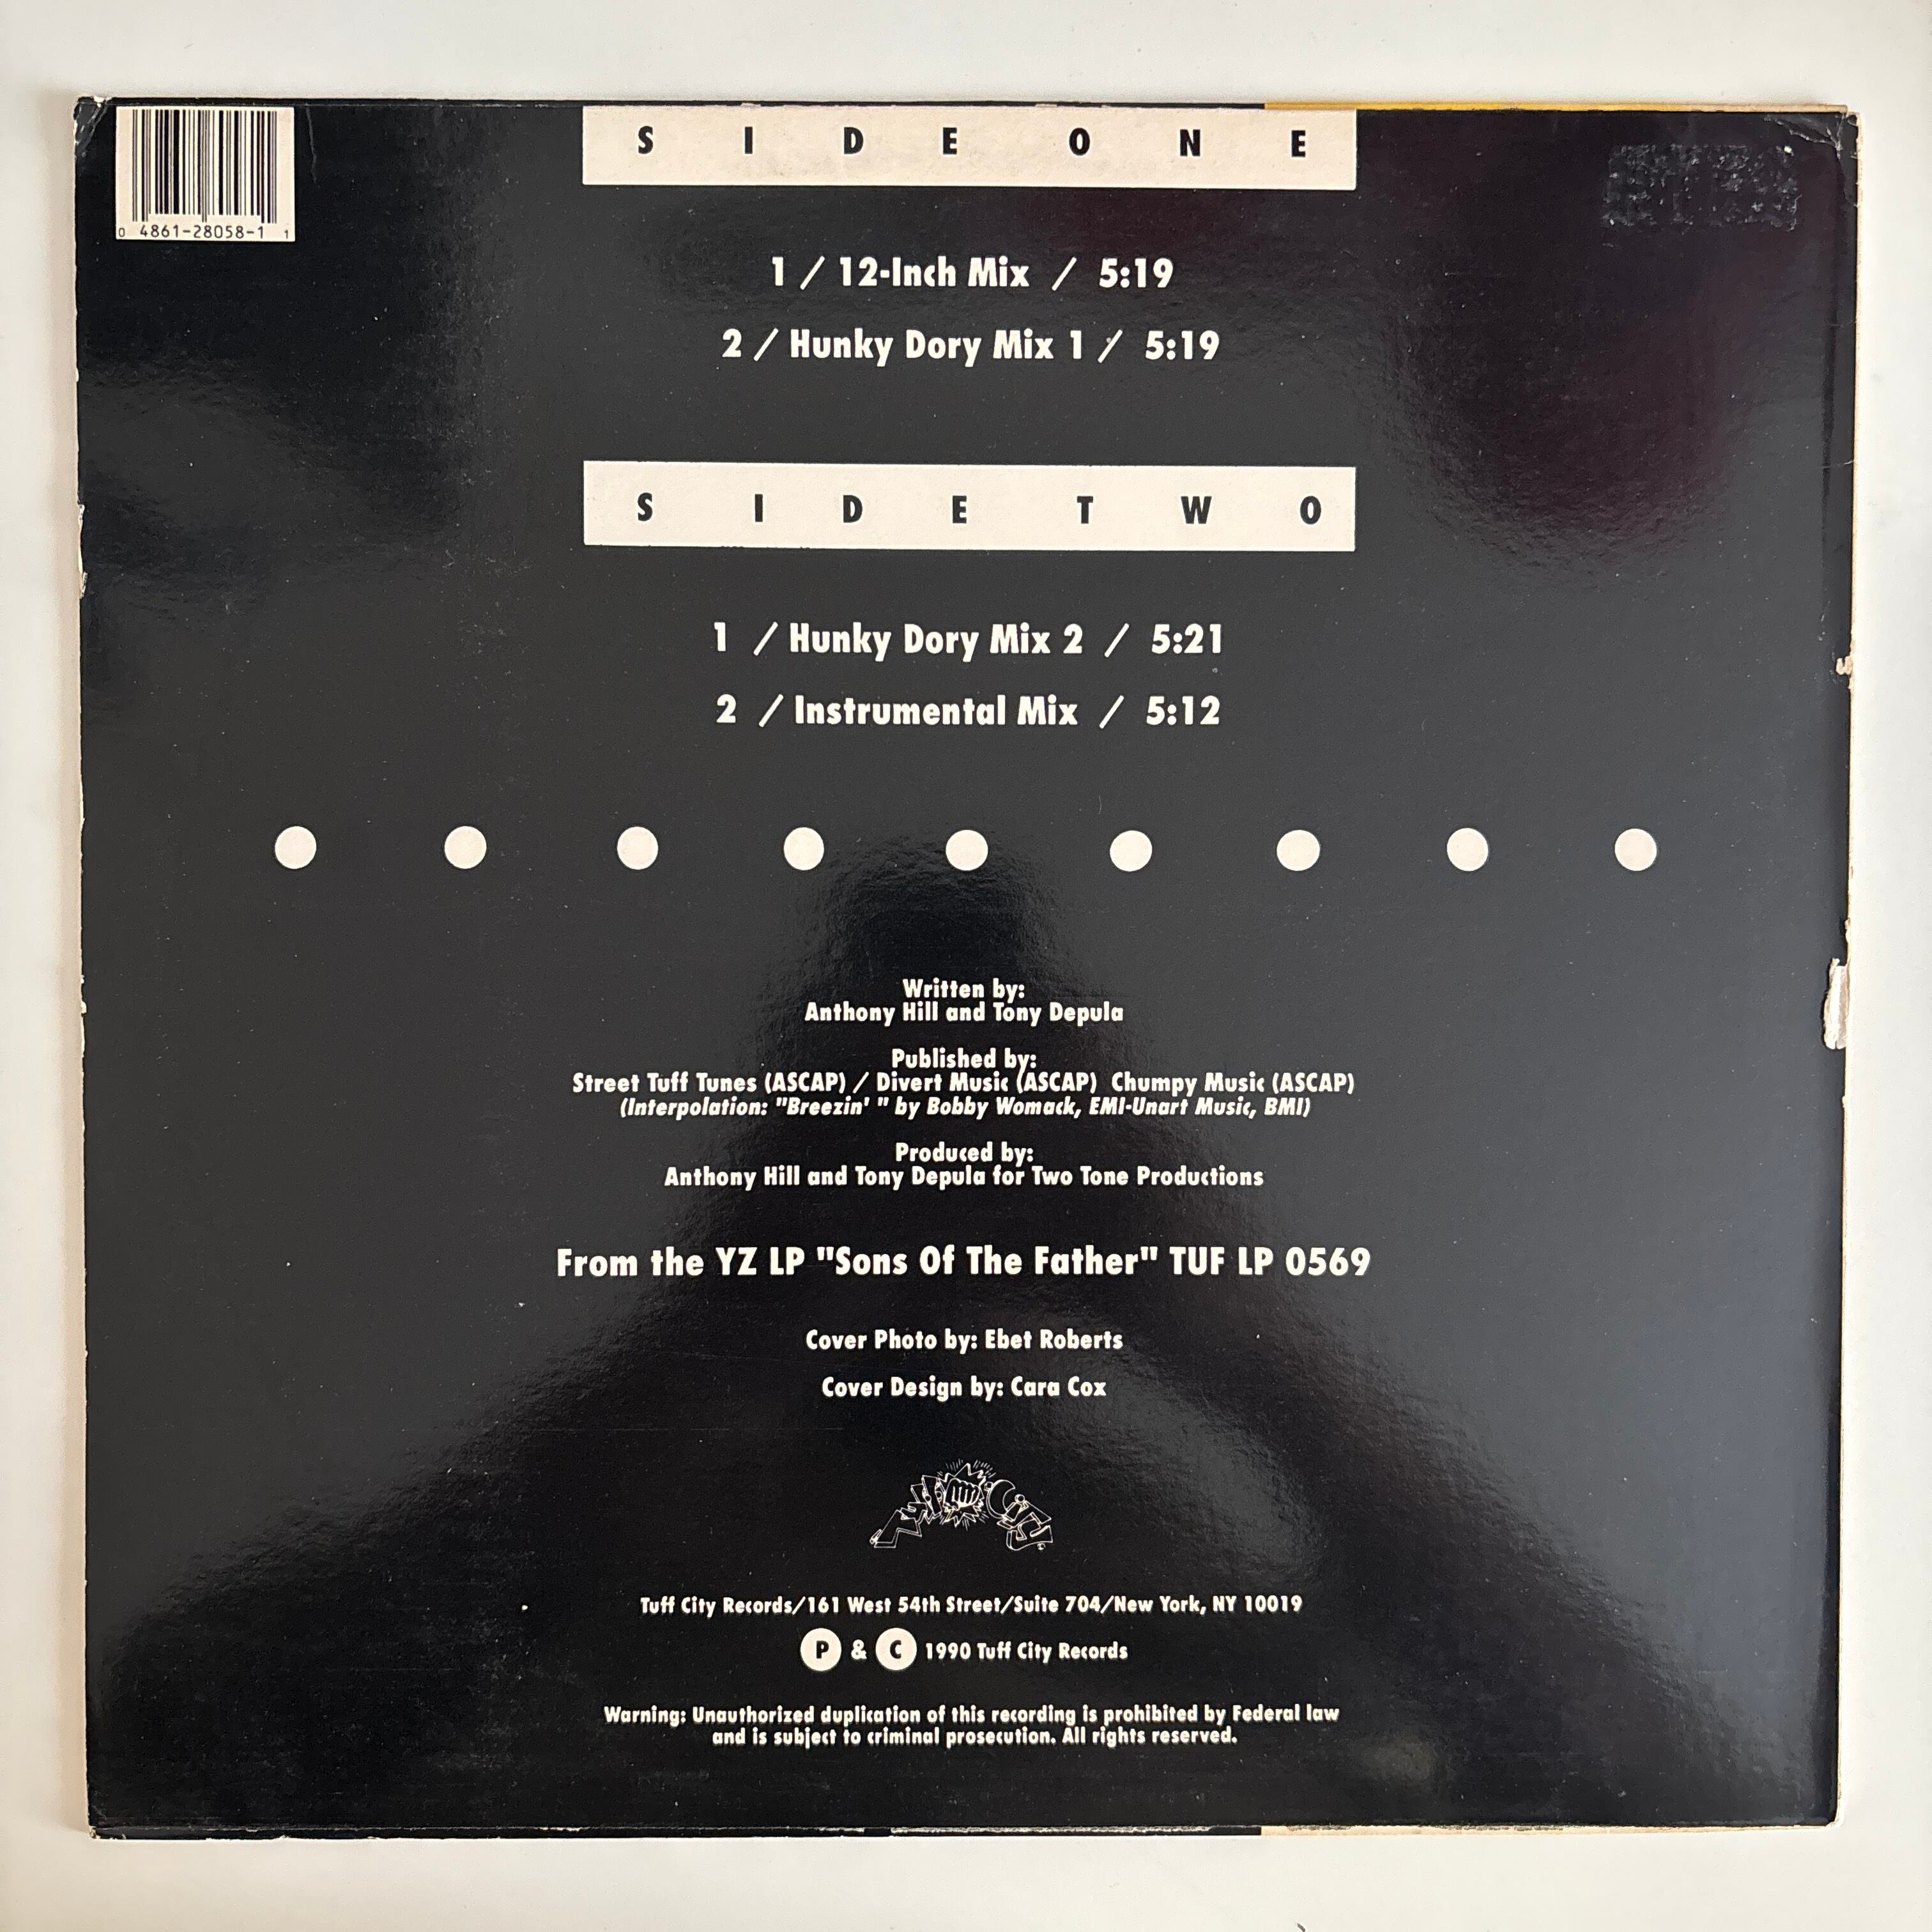 0 4861-28058-1 1
SIDE ONE
1 / 12-Inch Mix / 5:19
2 / Hunky Dory Mix 1 / 5:19
SIDE TWO
1 / Hunky Dory Mix 2 / 5:21
2 / Instrumental Mix / 5:12
Written by:
Anthony Hill and Tony Depula
Published by:
Street Tuff Tunes (ASCAP) / Divert Music (ASCAP) Chumpy Music (ASCAP)
(Interpolation: "Breezin' " by Bobby Womack, EMI-Unart Music, BMI)
Produced by:
Anthony Hill and Tony Depula for Two Tone Productions
From the YZ LP "Sons Of The Father" TUF LP 0569
Cover Photo by: Ebet Roberts
Cover Design by: Cara Cox
Tuff City
Tuff City Records/161 West 54th Street/Suite 704/New York, NY 10019
P & C 1990 Tuff City Records
Warning: Unauthorized duplication of this recording is prohibited by Federal law
and is subject to criminal prosecution. All rights reserved.